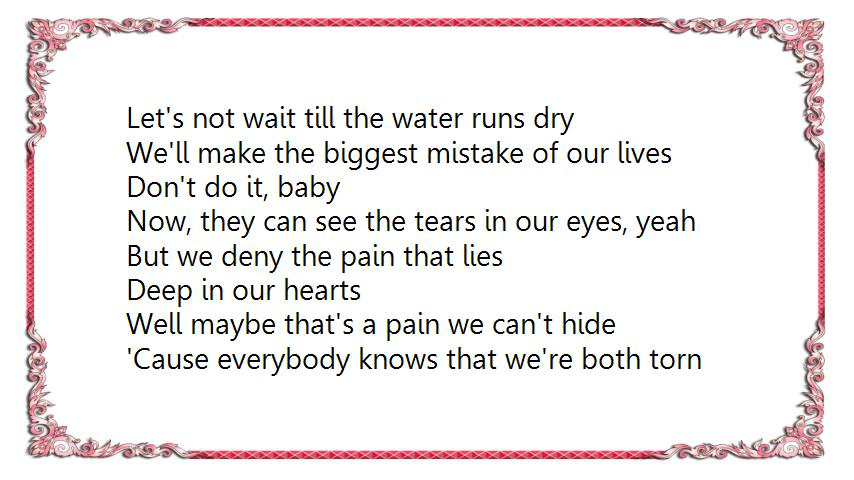 Let's not wait till the water runs dry
We'll make the biggest mistake of our lives
Don't do it, baby
Now, they can see the tears in our eyes, yeah
But we deny the pain that lies
Deep in our hearts
Well maybe that's a pain we can't hide
'Cause everybody knows that we're both torn